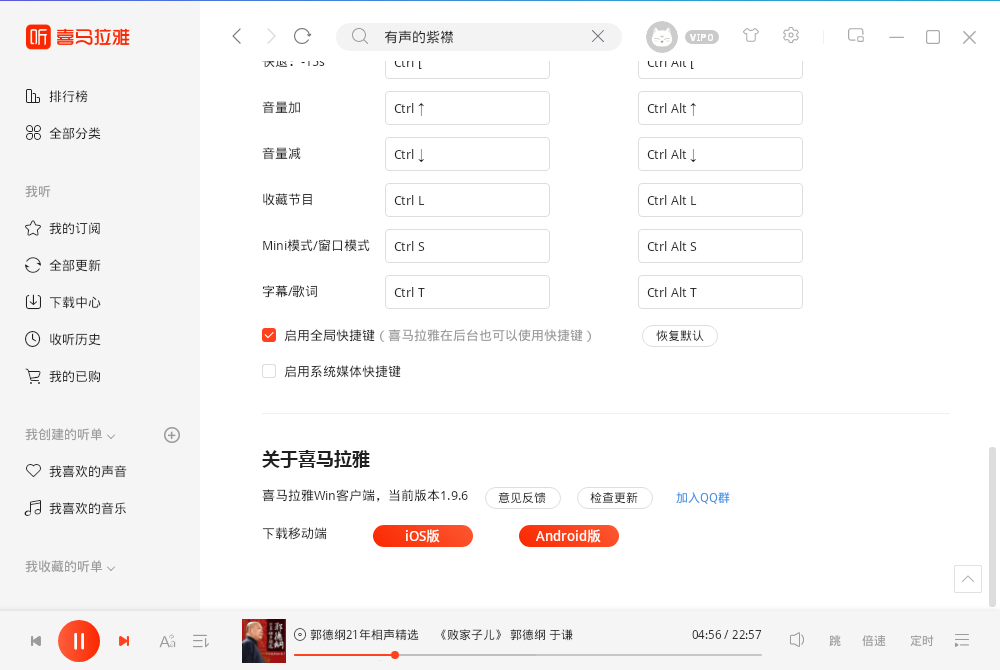 听 喜马拉雅
有声的紫襟
VIP0
排行榜
全部分类
我听
我的订阅
全部更新
下载中心
收听历史
我的已购
我创建的听单
我喜欢的声音
我喜欢的音乐
我收藏的听单
快退：-15s Ctrl [ Ctrl Alt [
音量加 Ctrl ↑ Ctrl Alt ↑
音量减 Ctrl ↓ Ctrl Alt ↓
收藏节目 Ctrl L Ctrl Alt L
Mini模式/窗口模式 Ctrl S Ctrl Alt S
字幕/歌词 Ctrl T Ctrl Alt T
启用全局快捷键（喜马拉雅在后台也可以使用快捷键） 恢复默认
启用系统媒体快捷键
关于喜马拉雅
喜马拉雅Win客户端，当前版本1.9.6 意见反馈 检查更新 加入QQ群
下载移动端 iOS版 Android版
郭德纲21年相声精选 《败家子儿》 郭德纲 于谦 04:56 / 22:57
跳 倍速 定时